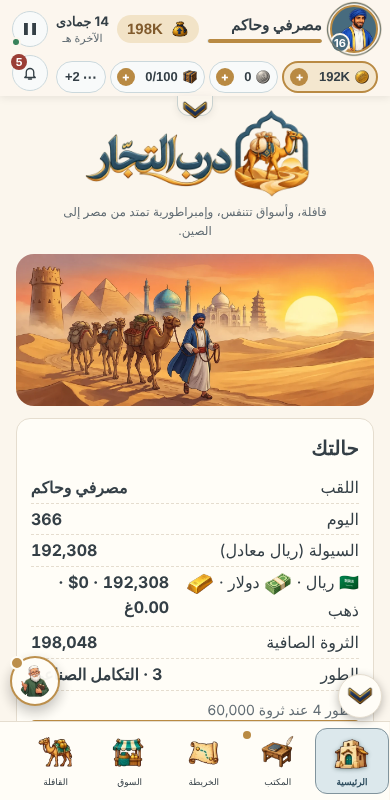 مصرفي وحاكم
198K
14 جمادى
الآخرة هـ
16
192K +
0 +
0/100 +
+2 ···
5
درب التجّار
قافلة، وأسواق تتنفس، وإمبراطورية تمتد من مصر إلى
الصين.
حالتك
اللقب مصرفي وحاكم
اليوم 366
السيولة (ريال معادل) 192,308
ريال · دولار · ذهب 192,308 · $0 · 0.00غ
الثروة الصافية 198,048
الطور 3 · التكامل
طور 4 عند ثروة 60,000
الرئيسية
المكتب
الخريطة
السوق
القافلة